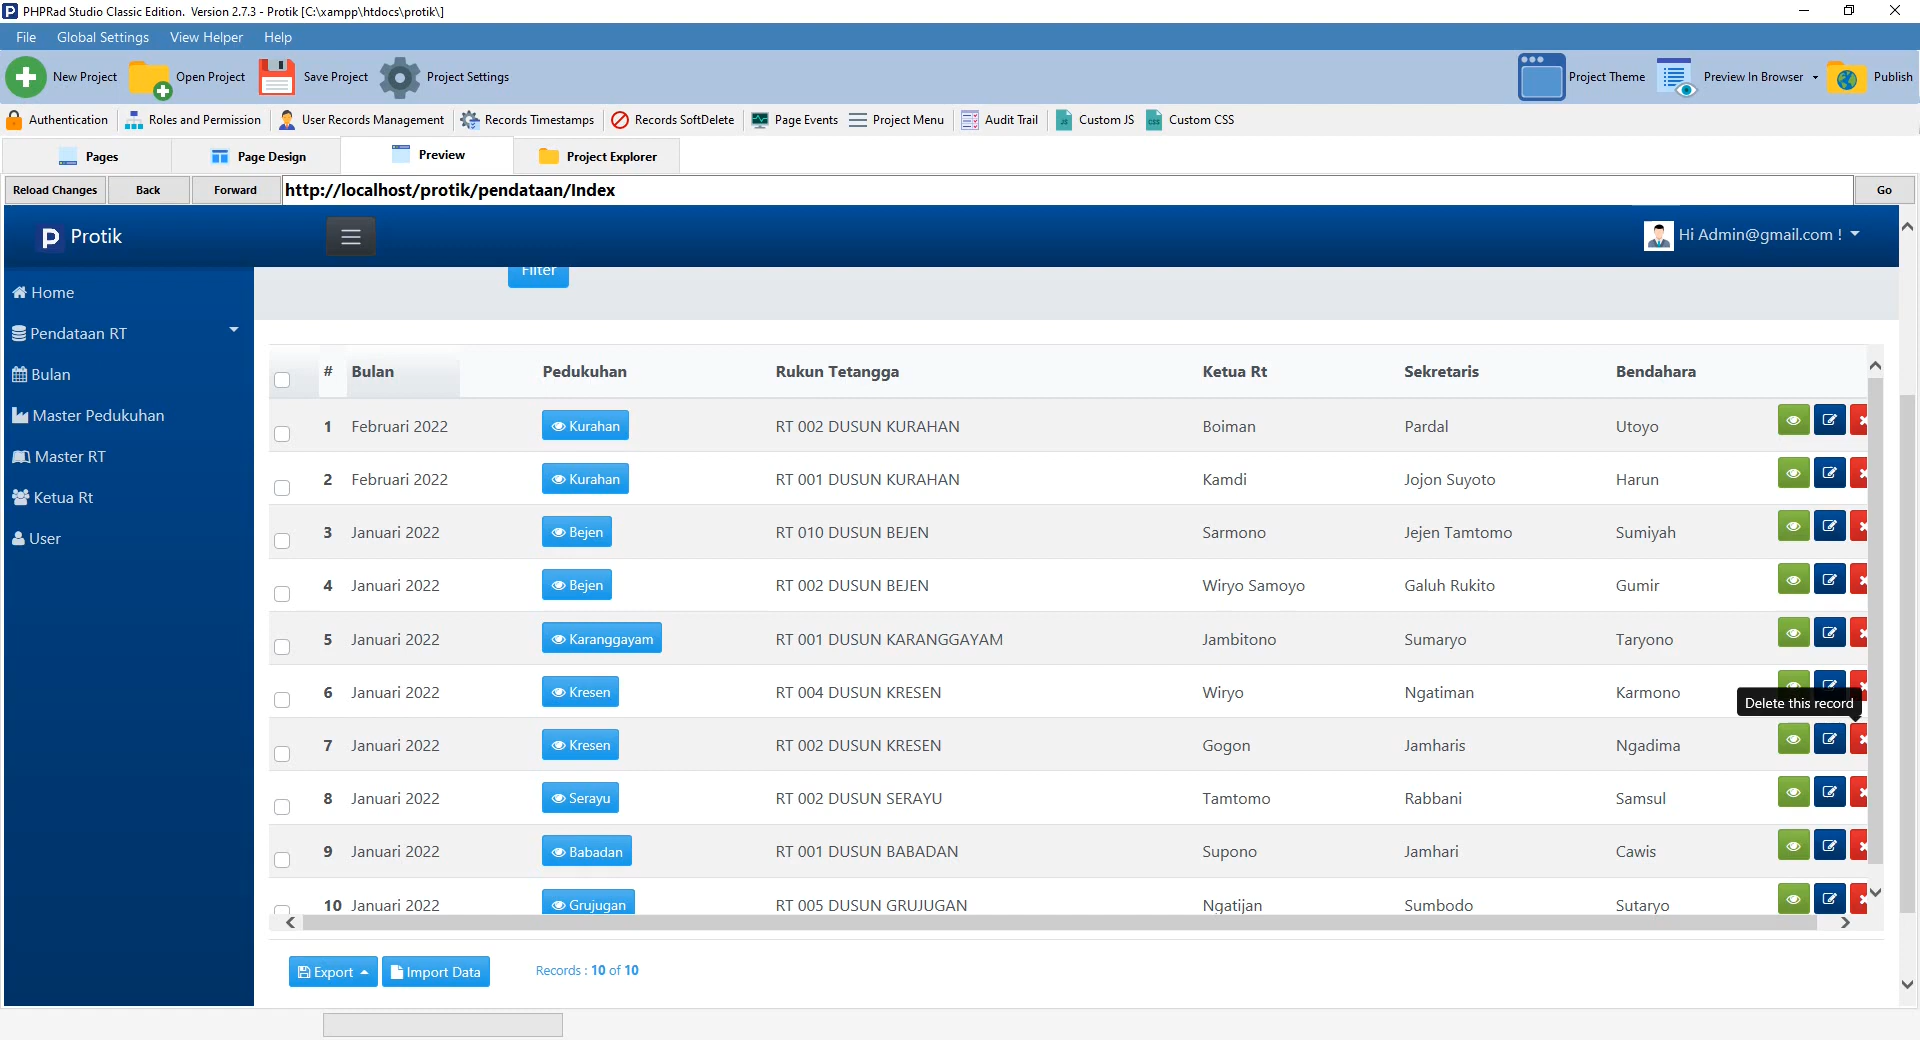 PHPRad Studio Classic Edition. Version 2.7.3 - Protik [C:\xampp\htdocs\protik\]
File Global Settings View Helper Help
New Project Open Project Save Project Project Settings Project Theme Preview In Browser Publish
Authentication Roles and Permission User Records Management Records Timestamps Records SoftDelete Page Events Project Menu Audit Trail Custom JS Custom CSS
Pages Page Design Preview Project Explorer
Reload Changes Back Forward http://localhost/protik/pendataan/Index Go
Protik Hi Admin@gmail.com !
Filter
Home
Pendataan RT
Bulan
Master Pedukuhan
Master RT
Ketua Rt
User
# Bulan Pedukuhan Rukun Tetangga Ketua Rt Sekretaris Bendahara
1 Februari 2022 Kurahan RT 002 DUSUN KURAHAN Boiman Pardal Utoyo
2 Februari 2022 Kurahan RT 001 DUSUN KURAHAN Kamdi Jojon Suyoto Harun
3 Januari 2022 Bejen RT 010 DUSUN BEJEN Sarmono Jejen Tamtomo Sumiyah
4 Januari 2022 Bejen RT 002 DUSUN BEJEN Wiryo Samoyo Galuh Rukito Gumir
5 Januari 2022 Karanggayam RT 001 DUSUN KARANGGAYAM Jambitono Sumaryo Taryono
6 Januari 2022 Kresen RT 004 DUSUN KRESEN Wiryo Ngatiman Karmono
Delete this record
7 Januari 2022 Kresen RT 002 DUSUN KRESEN Gogon Jamharis Ngadima
8 Januari 2022 Serayu RT 002 DUSUN SERAYU Tamtomo Rabbani Samsul
9 Januari 2022 Babadan RT 001 DUSUN BABADAN Supono Jamhari Cawis
10 Januari 2022 Grujugan RT 005 DUSUN GRUJUGAN Ngatijan Sumbodo Sutaryo
Export Import Data Records : 10 of 10